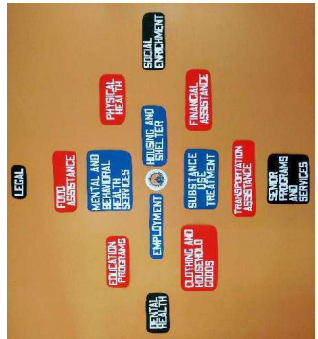 LEGAL
FOOD
ASSISTANCE
EDUCATION
PROGRAMS
MENTAL AND
BEHAVIORAL
HEALTH
SERVICES
PHYSICAL
HEALTH
DENTAL
HEALTH
EMPLOYMENT
HOUSING AND
SHELTER
SOCIAL
ENRICHMENT
CLOTHING AND
HOUSEHOLD
GOODS
SUBSTANCE
USE
TREATMENT
FINANCIAL
ASSISTANCE
TRANSPORTATION
ASSISTANCE
SENIOR
PROGRAMS
AND
SERVICES